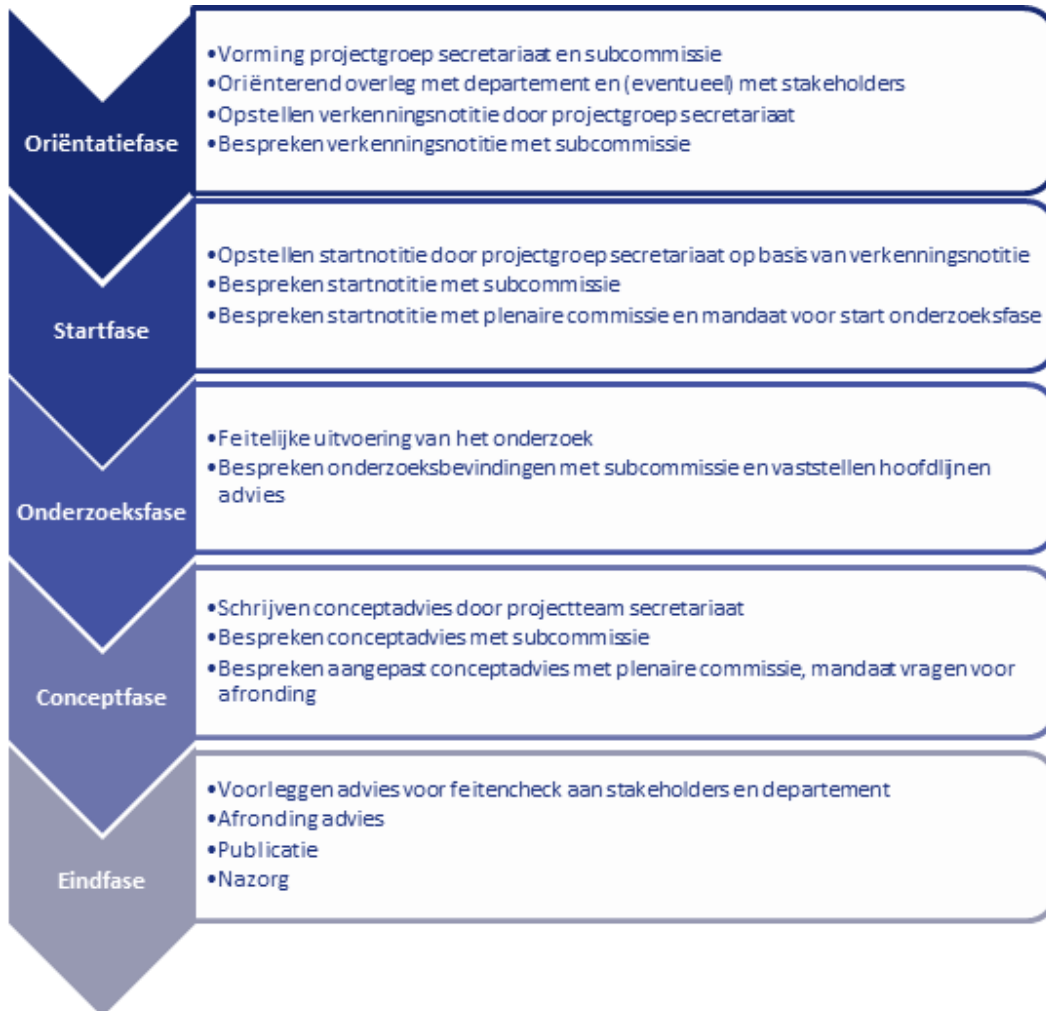 Oriëntatiefase
•Vorming projectgroep secretariaat en subcommissie
•Oriënterend overleg met departement en (eventueel) met stakeholders
•Opstellen verkenningsnotitie door projectgroep secretariaat
•Bespreken verkenningsnotitie met subcommissie
Startfase
•Opstellen startnotitie door projectgroep secretariaat op basis van verkenningsnotitie
•Bespreken startnotitie met subcommissie
•Bespreken startnotitie met plenaire commissie en mandaat voor start onderzoeksfase
Onderzoeksfase
•Feitelijke uitvoering van het onderzoek
•Bespreken onderzoeksbevindingen met subcommissie en vaststellen hoofdlijnen
advies
Conceptfase
•Schrijven conceptadvies door projectteam secretariaat
•Bespreken conceptadvies met subcommissie
•Bespreken aangepast conceptadvies met plenaire commissie, mandaat vragen voor
afronding
Eindfase
•Voorleggen advies voor feitencheck aan stakeholders en departement
•Afronding advies
•Publicatie
•Nazorg